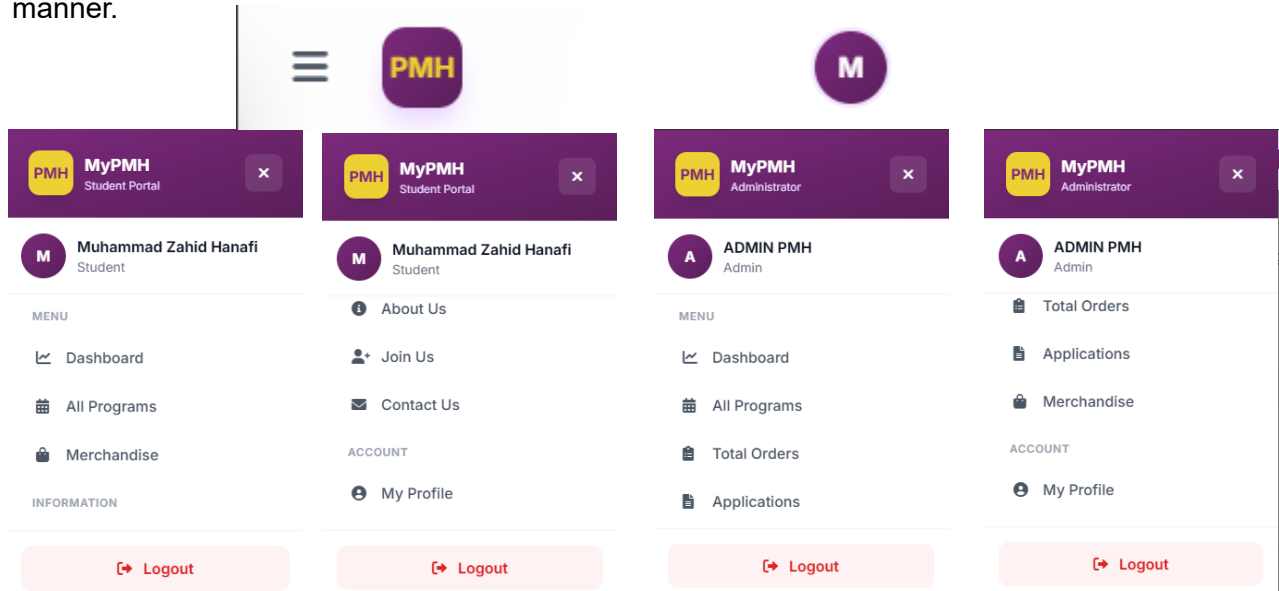 manner.
PMH
M
PMH
MyPMH
Student Portal
×
M
Muhammad Zahid Hanafi
Student
MENU
Dashboard
All Programs
Merchandise
INFORMATION
Logout
PMH
MyPMH
Student Portal
×
M
Muhammad Zahid Hanafi
Student
About Us
Join Us
Contact Us
ACCOUNT
My Profile
Logout
PMH
MyPMH
Administrator
×
A
ADMIN PMH
Admin
MENU
Dashboard
All Programs
Total Orders
Applications
Logout
PMH
MyPMH
Administrator
×
A
ADMIN PMH
Admin
Total Orders
Applications
Merchandise
ACCOUNT
My Profile
Logout